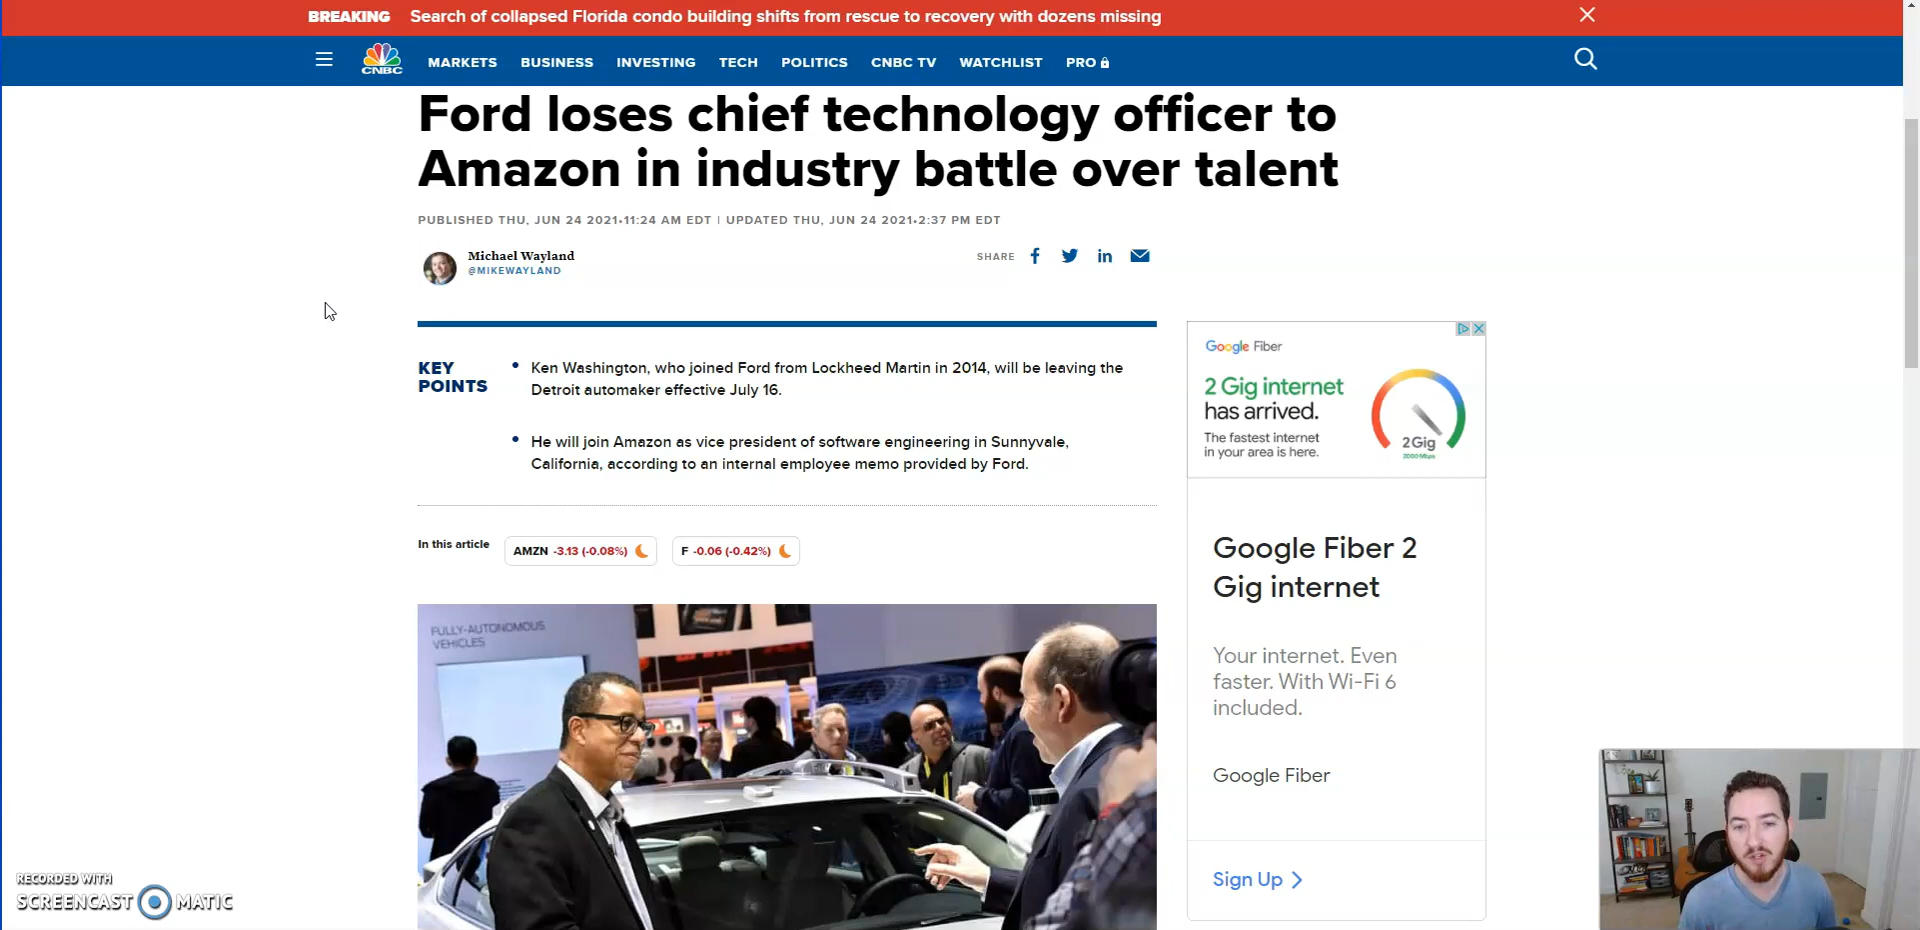 BREAKING Search of collapsed Florida condo building shifts from rescue to recovery with dozens missing
CNBC
MARKETS BUSINESS INVESTING TECH POLITICS CNBC TV WATCHLIST PRO
Ford loses chief technology officer to
Amazon in industry battle over talent
PUBLISHED THU, JUN 24 2021•11:24 AM EDT | UPDATED THU, JUN 24 2021•2:37 PM EDT
Michael Wayland
@MIKEWAYLAND
SHARE
KEY
POINTS
• Ken Washington, who joined Ford from Lockheed Martin in 2014, will be leaving the
Detroit automaker effective July 16.
• He will join Amazon as vice president of software engineering in Sunnyvale,
California, according to an internal employee memo provided by Ford.
In this article
AMZN -3.13 (-0.08%)
F -0.06 (-0.42%)
FULLY-AUTONOMOUS
VEHICLES
Google Fiber
2 Gig internet
has arrived.
The fastest internet
in your area is here.
2 Gig
2000 Mbps
Google Fiber 2
Gig internet
Your internet. Even
faster. With Wi-Fi 6
included.
Google Fiber
Sign Up
RECORDED WITH
SCREENCAST MATIC